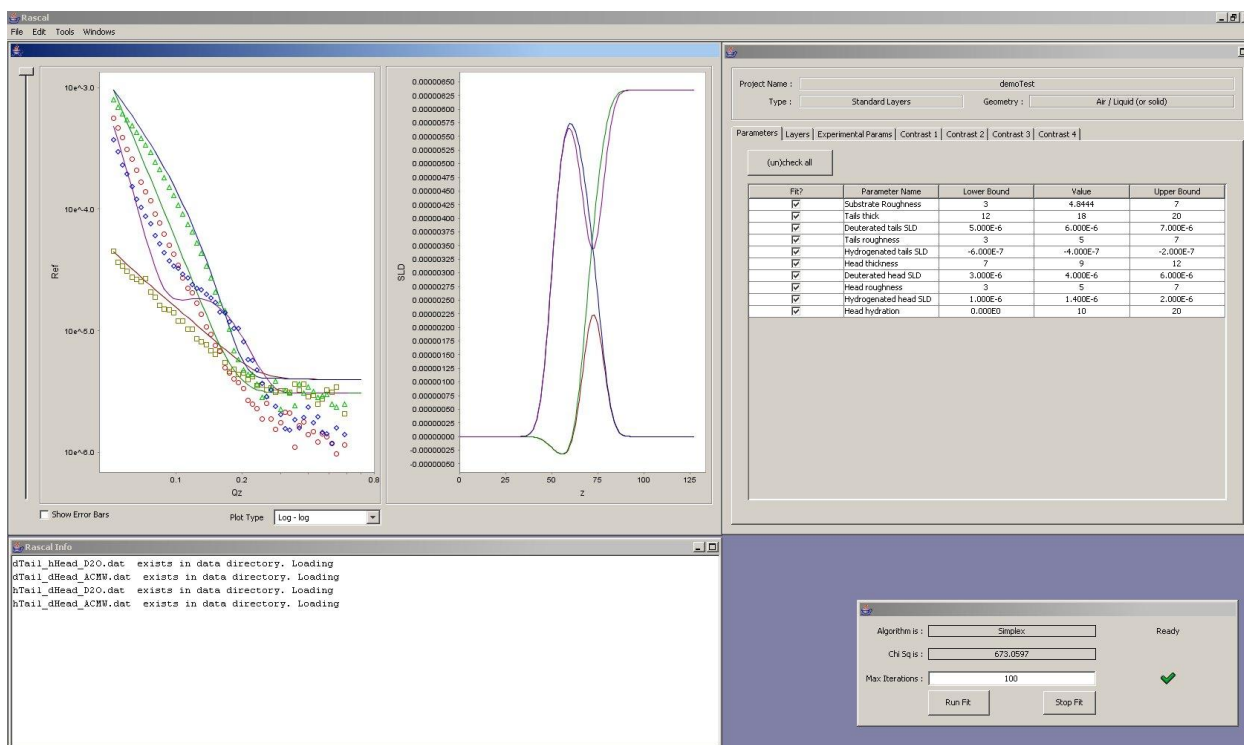 Rascal
File Edit Tools Windows
10e^-3.0
10e^-4.0
10e^-5.0
10e^-6.0
Ref
0.1 0.2 0.8
Qz
Show Error Bars
Plot Type Log - log
0.00000650
0.00000625
0.00000600
0.00000575
0.00000550
0.00000525
0.00000500
0.00000475
0.00000450
0.00000425
0.00000400
0.00000375
0.00000350
0.00000325
0.00000300
0.00000275
0.00000250
0.00000225
0.00000200
0.00000175
0.00000150
0.00000125
0.00000100
0.00000075
0.00000050
0.00000025
0.00000000
-0.00000025
-0.00000050
SLD
0 25 50 75 100 125
z
Project Name : demoTest
Type : Standard Layers Geometry : Air / Liquid (or solid)
Parameters Layers Experimental Params Contrast 1 Contrast 2 Contrast 3 Contrast 4
(un)check all
Fit? Parameter Name Lower Bound Value Upper Bound
Substrate Roughness 3 4.8444 7
Tails thick 12 18 20
Deuterated tails SLD 5.000E-6 6.000E-6 7.000E-6
Tails roughness 3 5 7
Hydrogenated tails SLD -6.000E-7 -4.000E-7 -2.000E-7
Head thickness 7 9 12
Deuterated head SLD 3.000E-6 4.000E-6 6.000E-6
Head roughness 3 5 7
Hydrogenated head SLD 1.000E-6 1.400E-6 2.000E-6
Head hydration 0.000E0 10 20
Rascal Info
dTail_hHead_D2O.dat exists in data directory. Loading
dTail_dHead_ACMW.dat exists in data directory. Loading
hTail_dHead_D2O.dat exists in data directory. Loading
hTail_dHead_ACMW.dat exists in data directory. Loading
Algorithm is : Simplex Ready
Chi Sq is : 673.0597
Max Iterations : 100
Run Fit Stop Fit